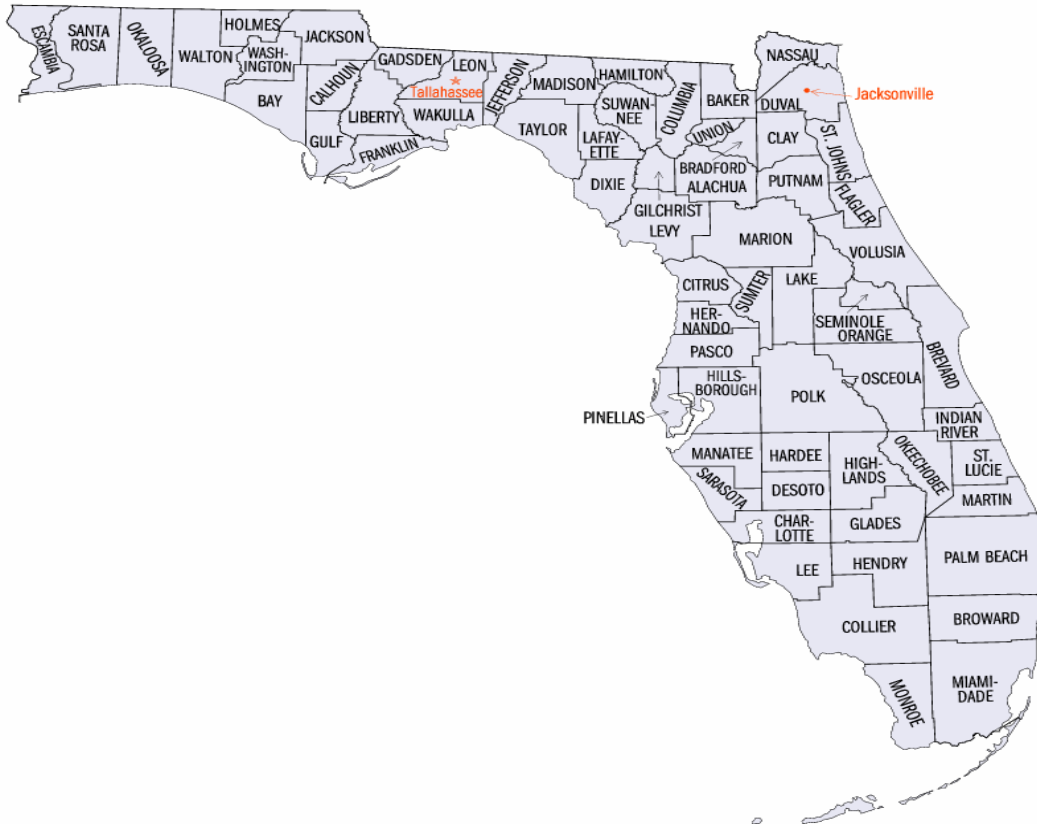 ESCAMBIA
SANTA
ROSA
OKALOOSA
WALTON
HOLMES
WASH-
INGTON
JACKSON
BAY
CALHOUN
GULF
GADSDEN
LIBERTY
FRANKLIN
LEON
Tallahassee
WAKULLA
JEFFERSON
MADISON
TAYLOR
HAMILTON
SUWAN-
NEE
LAFAY-
ETTE
DIXIE
COLUMBIA
BAKER
UNION
BRADFORD
ALACHUA
GILCHRIST
LEVY
NASSAU
DUVAL
Jacksonville
CLAY
ST. JOHNS
PUTNAM
FLAGLER
MARION
VOLUSIA
CITRUS
SUMTER
LAKE
HER-
NANDO
SEMINOLE
ORANGE
BREVARD
PASCO
HILLS-
BOROUGH
PINELLAS
POLK
OSCEOLA
INDIAN
RIVER
MANATEE
HARDEE
HIGH-
LANDS
OKEECHOBEE
ST.
LUCIE
SARASOTA
DESOTO
MARTIN
CHAR-
LOTTE
GLADES
LEE
HENDRY
PALM BEACH
COLLIER
BROWARD
MONROE
MIAMI-
DADE